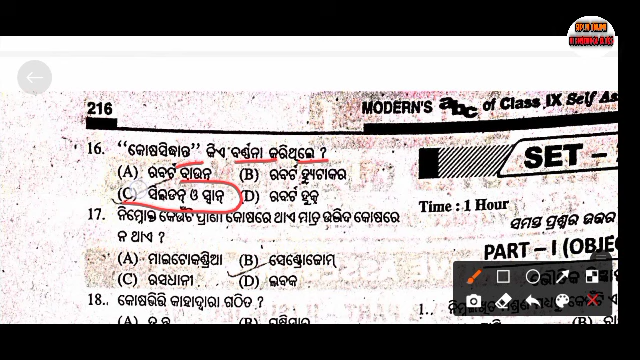 216
MODERN'S abc of Class IX Self As
16. “କୋଷସିଦ୍ଧାନ୍ତ” କିଏ ବର୍ଣ୍ଣନା କରିଥିଲେ ?
(A) ରବର୍ଟ ବ୍ରାଉନ୍ (B) ରବର୍ଟ ହ୍ୟୁଟାକର
(C) ସ୍ଲିଡନ୍ ଓ ସ୍ୱାନ୍ (D) ରବର୍ଟ ହୁକ୍
17. ନିମ୍ନୋକ୍ତ କେଉଁଟି ପ୍ରାଣୀ କୋଷରେ ଥାଏ ମାତ୍ର ଉଦ୍ଭିଦ କୋଷରେ
ନ ଥାଏ ?
(A) ମାଇଟୋକଣ୍ଡ୍ରିଆ (B) ସେଣ୍ଟ୍ରୋଜୋମ୍
(C) ରସଧାନୀ (D) ଲବକ
18. କୋଷଭିତ୍ତି କାହାଦ୍ୱାରା ଗଠିତ ?
(A) (B)
SET -
Time : 1 Hour
ସମସ୍ତ ପ୍ରଶ୍ନର ଉତ୍ତର
PART – I (OBJE
1..
(B)